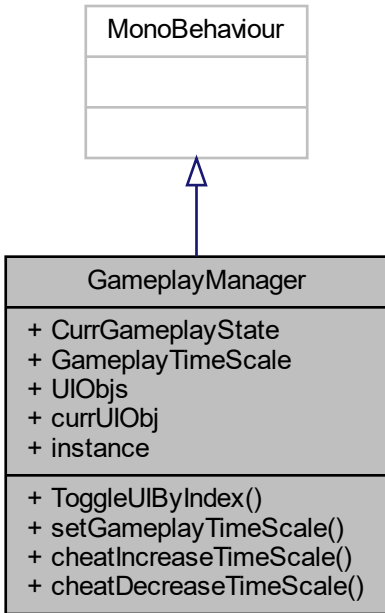 MonoBehaviour
GameplayManager
+ CurrGameplayState
+ GameplayTimeScale
+ UIObjs
+ currUIObj
+ instance
+ ToggleUIByIndex()
+ setGameplayTimeScale()
+ cheatIncreaseTimeScale()
+ cheatDecreaseTimeScale()